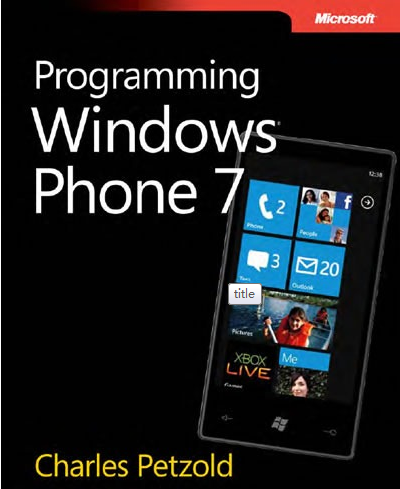 Microsoft
Programming
Windows®
Phone 7
12:38
2
Phone
f
People
3
20
Outlook
title
Pictures
XBOX
LIVE
Me
Charles Petzold